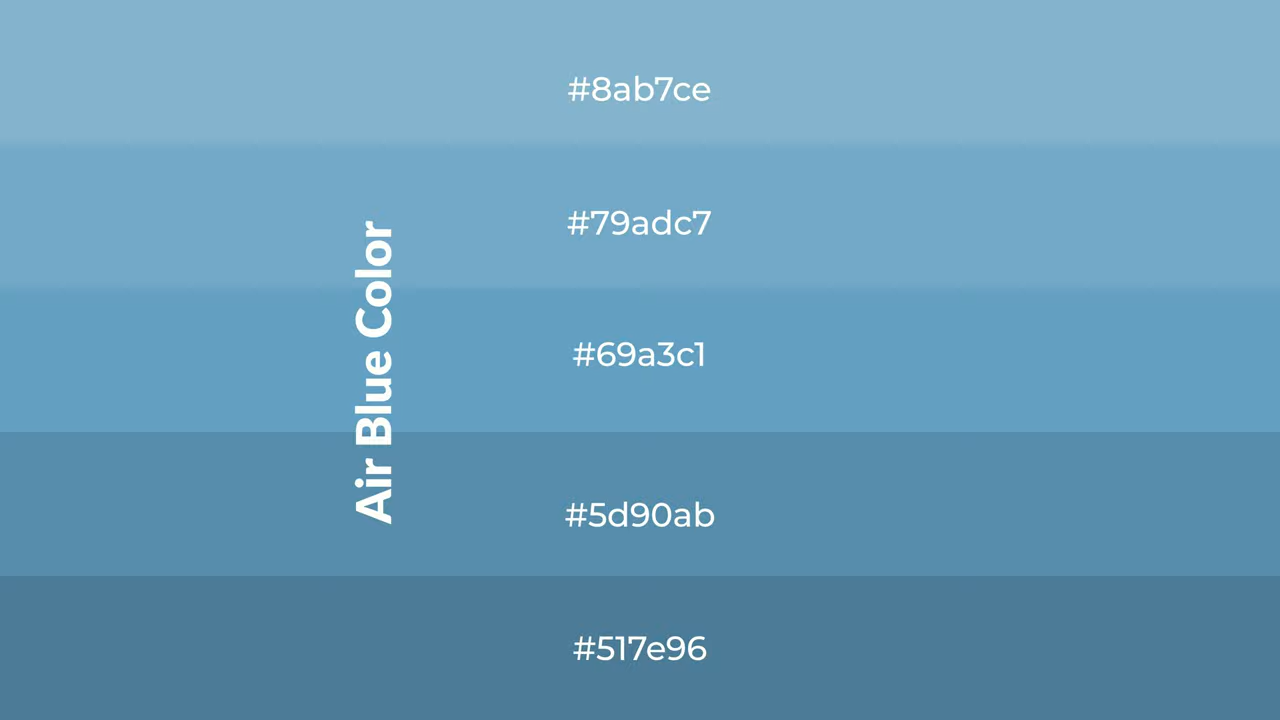 #8ab7ce
#79adc7
Air Blue Color
#69a3c1
#5d90ab
#517e96